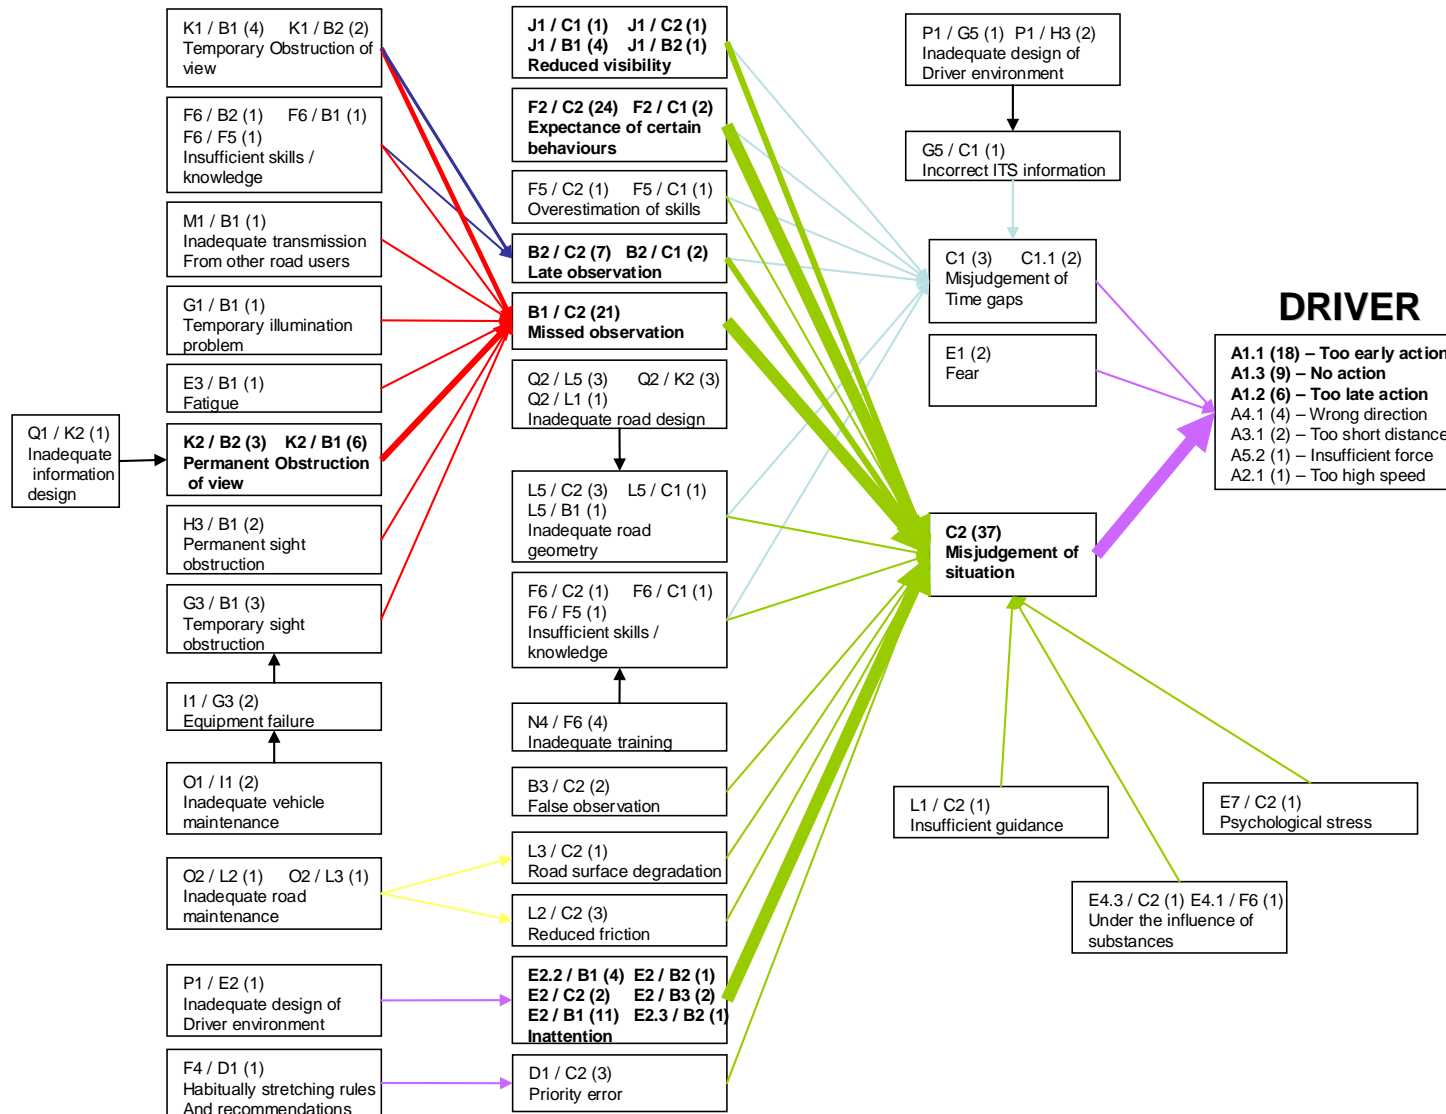 K1 / B1 (4) K1 / B2 (2)
Temporary Obstruction of
view
F6 / B2 (1) F6 / B1 (1)
F6 / F5 (1)
Insufficient skills /
knowledge
M1 / B1 (1)
Inadequate transmission
From other road users
G1 / B1 (1)
Temporary illumination
problem
E3 / B1 (1)
Fatigue
Q1 / K2 (1)
Inadequate
information
design
K2 / B2 (3) K2 / B1 (6)
Permanent Obstruction
of view
H3 / B1 (2)
Permanent sight
obstruction
G3 / B1 (3)
Temporary sight
obstruction
I1 / G3 (2)
Equipment failure
O1 / I1 (2)
Inadequate vehicle
maintenance
O2 / L2 (1) O2 / L3 (1)
Inadequate road
maintenance
P1 / E2 (1)
Inadequate design of
Driver environment
F4 / D1 (1)
Habitually stretching rules
And recommendations
J1 / C1 (1) J1 / C2 (1)
J1 / B1 (4) J1 / B2 (1)
Reduced visibility
F2 / C2 (24) F2 / C1 (2)
Expectance of certain
behaviours
F5 / C2 (1) F5 / C1 (1)
Overestimation of skills
B2 / C2 (7) B2 / C1 (2)
Late observation
B1 / C2 (21)
Missed observation
Q2 / L5 (3) Q2 / K2 (3)
Q2 / L1 (1)
Inadequate road design
L5 / C2 (3) L5 / C1 (1)
L5 / B1 (1)
Inadequate road
geometry
F6 / C2 (1) F6 / C1 (1)
F6 / F5 (1)
Insufficient skills /
knowledge
N4 / F6 (4)
Inadequate training
B3 / C2 (2)
False observation
L3 / C2 (1)
Road surface degradation
L2 / C2 (3)
Reduced friction
E2.2 / B1 (4) E2 / B2 (1)
E2 / C2 (2) E2 / B3 (2)
E2 / B1 (11) E2.3 / B2 (1)
Inattention
D1 / C2 (3)
Priority error
P1 / G5 (1) P1 / H3 (2)
Inadequate design of
Driver environment
G5 / C1 (1)
Incorrect ITS information
C1 (3) C1.1 (2)
Misjudgement of
Time gaps
E1 (2)
Fear
C2 (37)
Misjudgement of
situation
L1 / C2 (1)
Insufficient guidance
E7 / C2 (1)
Psychological stress
E4.3 / C2 (1) E4.1 / F6 (1)
Under the influence of
substances
DRIVER
A1.1 (18) – Too early action
A1.3 (9) – No action
A1.2 (6) – Too late action
A4.1 (4) – Wrong direction
A3.1 (2) – Too short distance
A5.2 (1) – Insufficient force
A2.1 (1) – Too high speed